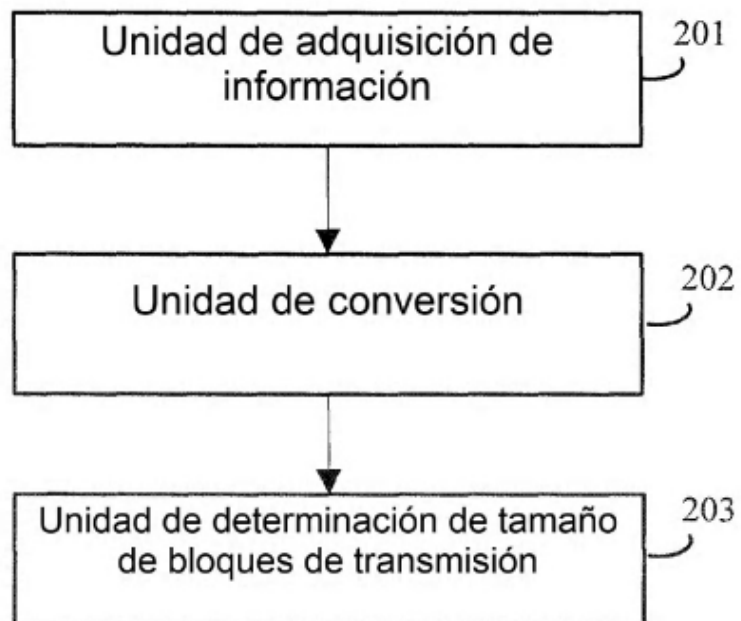 Unidad de adquisición de
información
201
Unidad de conversión
202
Unidad de determinación de tamaño
de bloques de transmisión
203